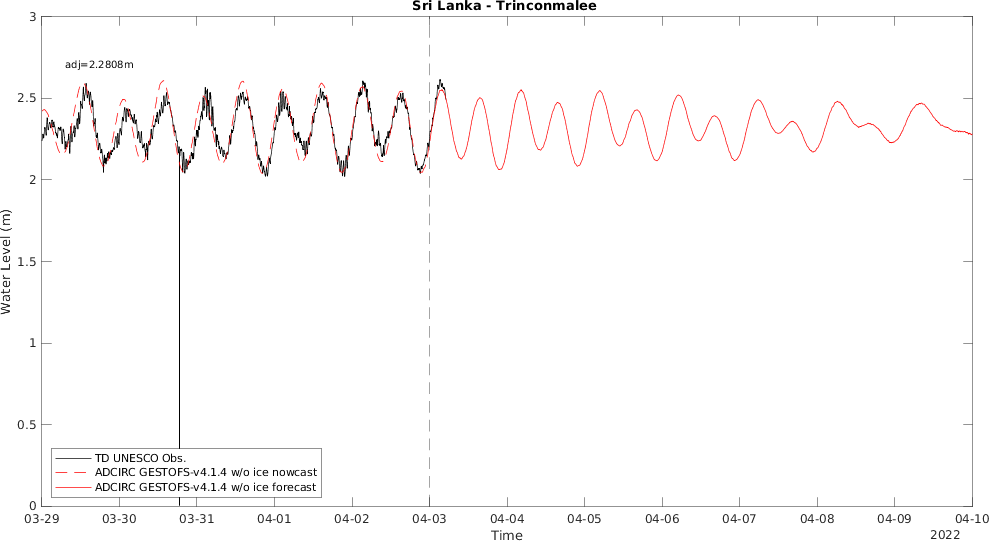 Sri Lanka - Trinconmalee
adj=2.2808m
3
2.5
2
1.5
1
0.5
0
Water Level (m)
TD UNESCO Obs.
ADCIRC GESTOFS-v4.1.4 w/o ice nowcast
ADCIRC GESTOFS-v4.1.4 w/o ice forecast
03-29 03-30 03-31 04-01 04-02 04-03 04-04 04-05 04-06 04-07 04-08 04-09 04-10
Time
2022